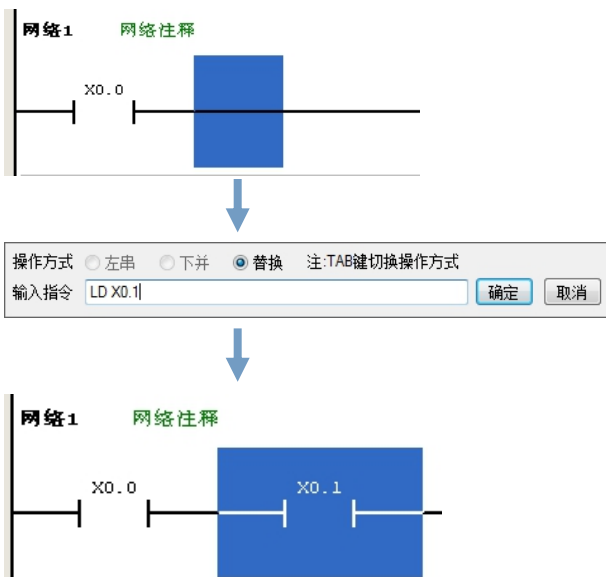 网络1 网络注释
X0.0
操作方式 左串 下并 替换 注:TAB键切换操作方式
输入指令 LD X0.1 确定 取消
网络1 网络注释
X0.0 X0.1